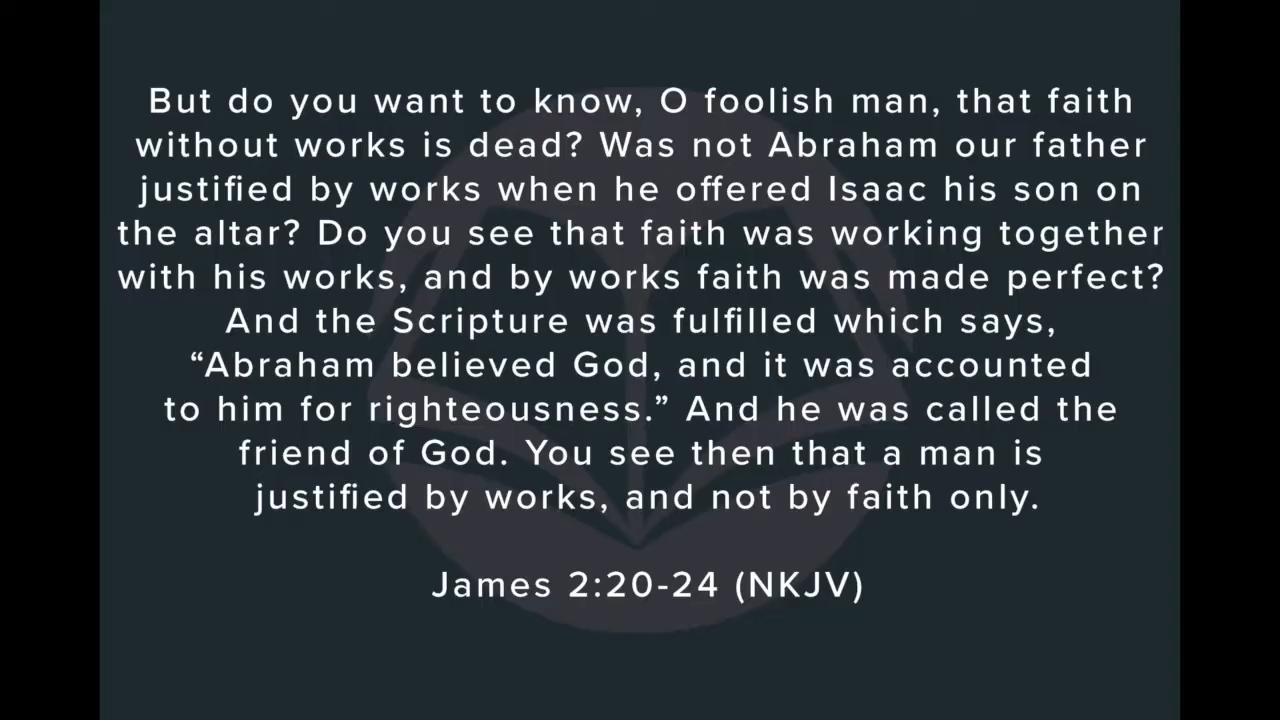 But do you want to know, O foolish man, that faith
without works is dead? Was not Abraham our father
justified by works when he offered Isaac his son on
the altar? Do you see that faith was working together
with his works, and by works faith was made perfect?
And the Scripture was fulfilled which says,
“Abraham believed God, and it was accounted
to him for righteousness.” And he was called the
friend of God. You see then that a man is
justified by works, and not by faith only.
James 2:20-24 (NKJV)